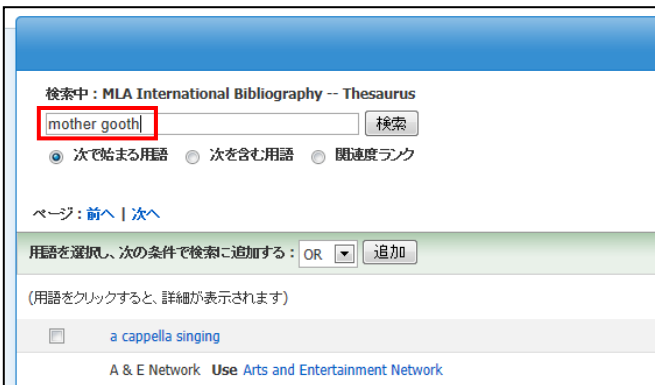 検索中 : MLA International Bibliography -- Thesaurus
mother gooth 検索
次で始まる用語 次を含む用語 関連度ランク
ページ : 前へ | 次へ
用語を選択し、次の条件で検索に追加する : OR 追加
(用語をクリックすると、詳細が表示されます)
a cappella singing
A & E Network Use Arts and Entertainment Network